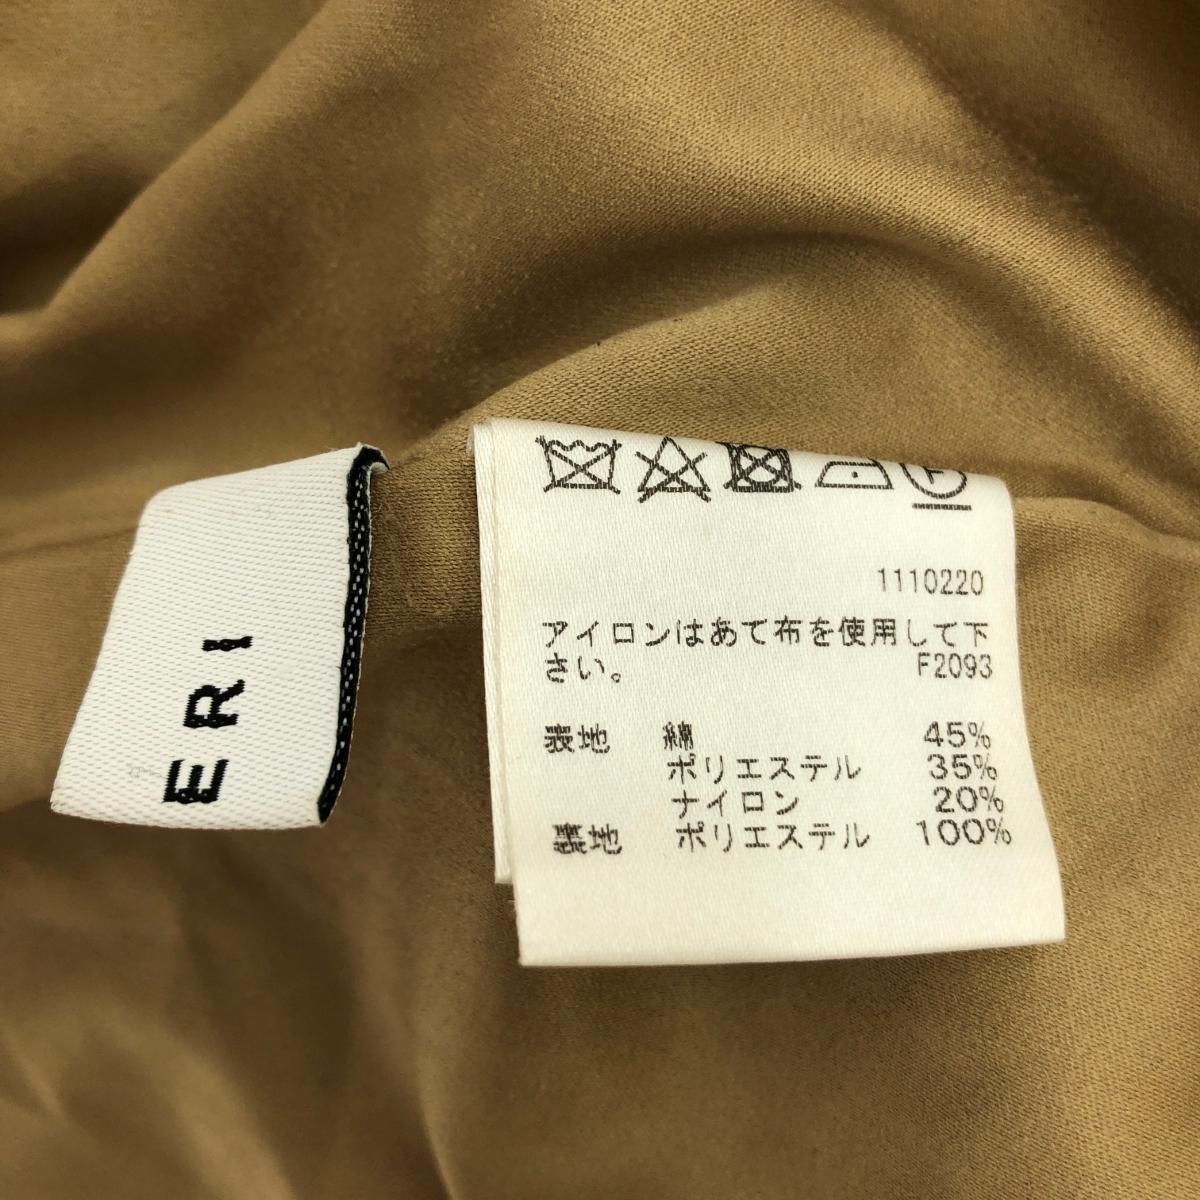 ERI
1110220
アイロンはあて布を使用して下
さい。 F2093
表地 綿 45%
ポリエステル 35%
ナイロン 20%
裏地 ポリエステル 100%